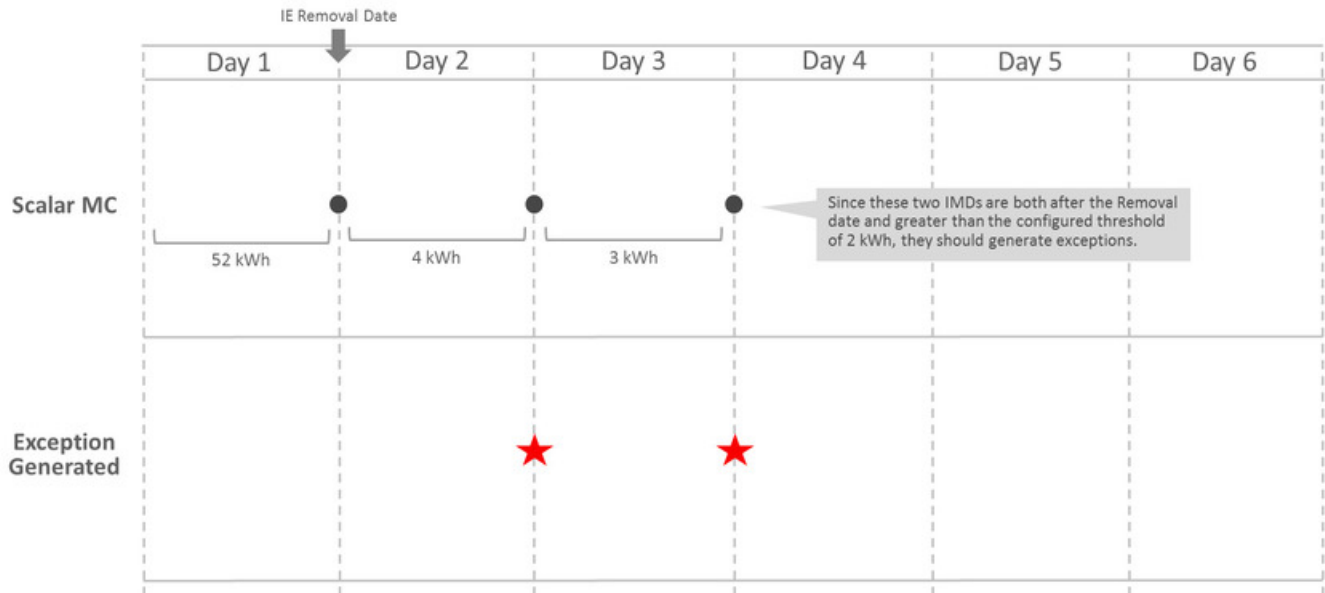 IE Removal Date
Day 1
Day 2
Day 3
Day 4
Day 5
Day 6
Scalar MC
52 kWh
4 kWh
3 kWh
Since these two IMDs are both after the Removal
date and greater than the configured threshold
of 2 kWh, they should generate exceptions.
Exception
Generated